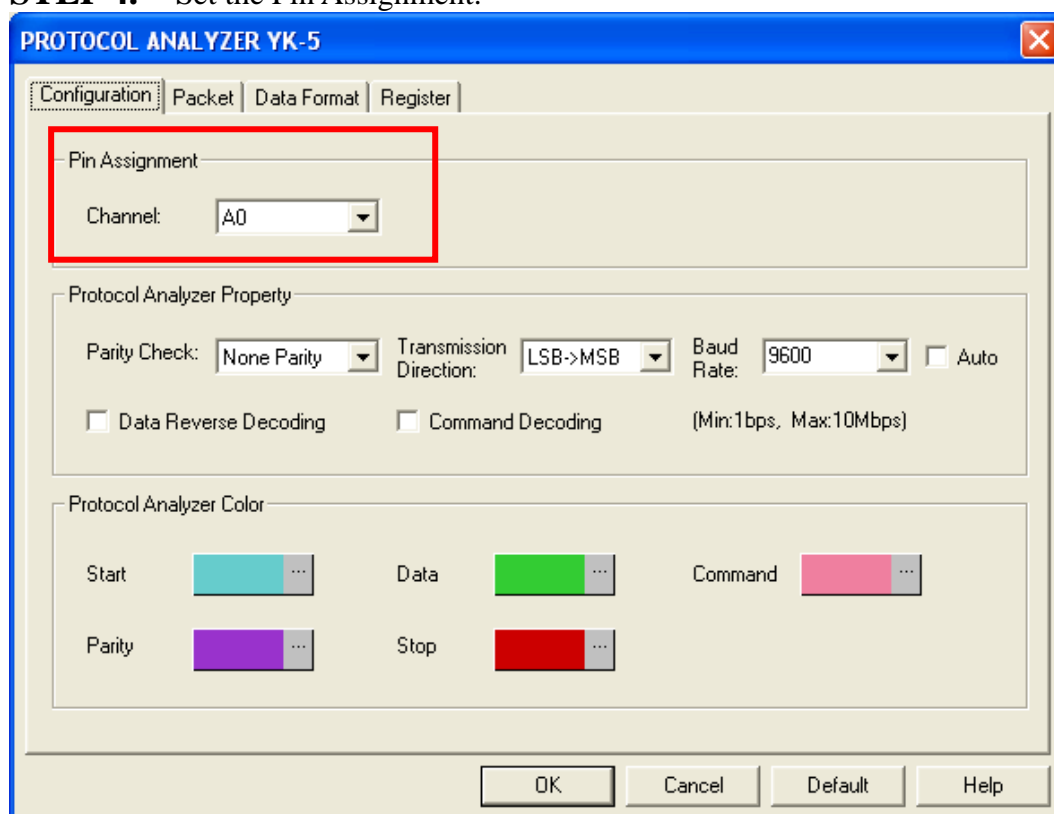 STEP 4. Set the Pin Assignment.
PROTOCOL ANALYZER YK-5
Configuration Packet Data Format Register
Pin Assignment
Channel: A0
Protocol Analyzer Property
Parity Check: None Parity Transmission Direction: LSB->MSB Baud Rate: 9600 Auto
Data Reverse Decoding Command Decoding (Min:1bps, Max:10Mbps)
Protocol Analyzer Color
Start ... Data ... Command ...
Parity ... Stop ...
OK Cancel Default Help